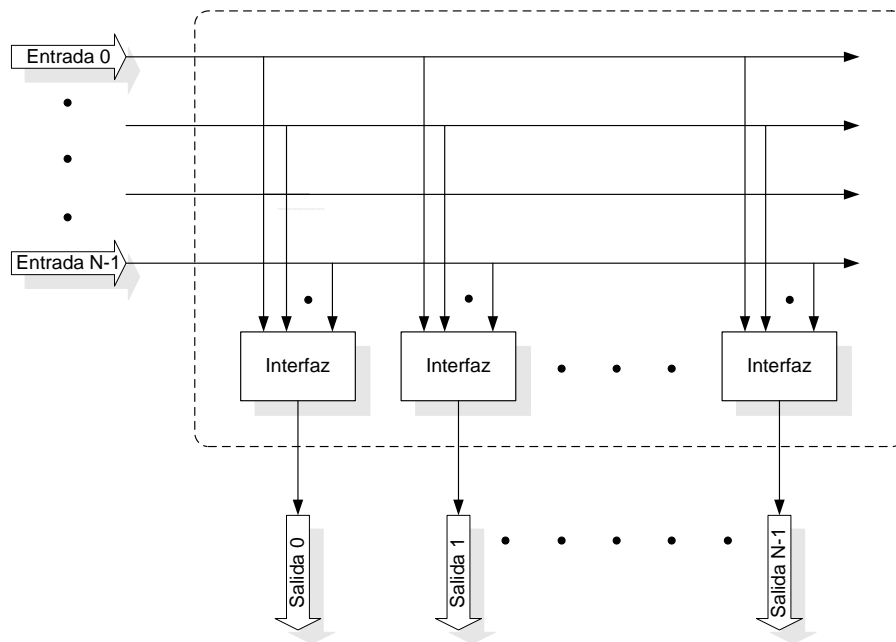 Entrada 0
Entrada N-1
Interfaz
Interfaz
Interfaz
Salida 0
Salida 1
Salida N-1